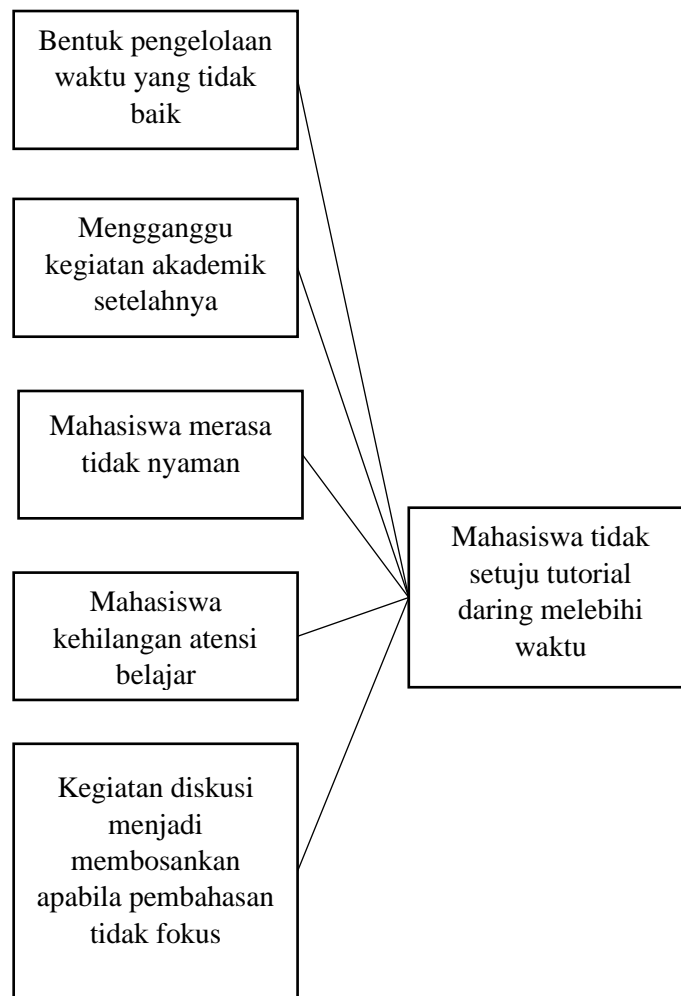 Bentuk pengelolaan
waktu yang tidak
baik
Mengganggu
kegiatan akademik
setelahnya
Mahasiswa merasa
tidak nyaman
Mahasiswa
kehilangan atensi
belajar
Kegiatan diskusi
menjadi
membosankan
apabila pembahasan
tidak fokus
Mahasiswa tidak
setuju tutorial
daring melebihi
waktu